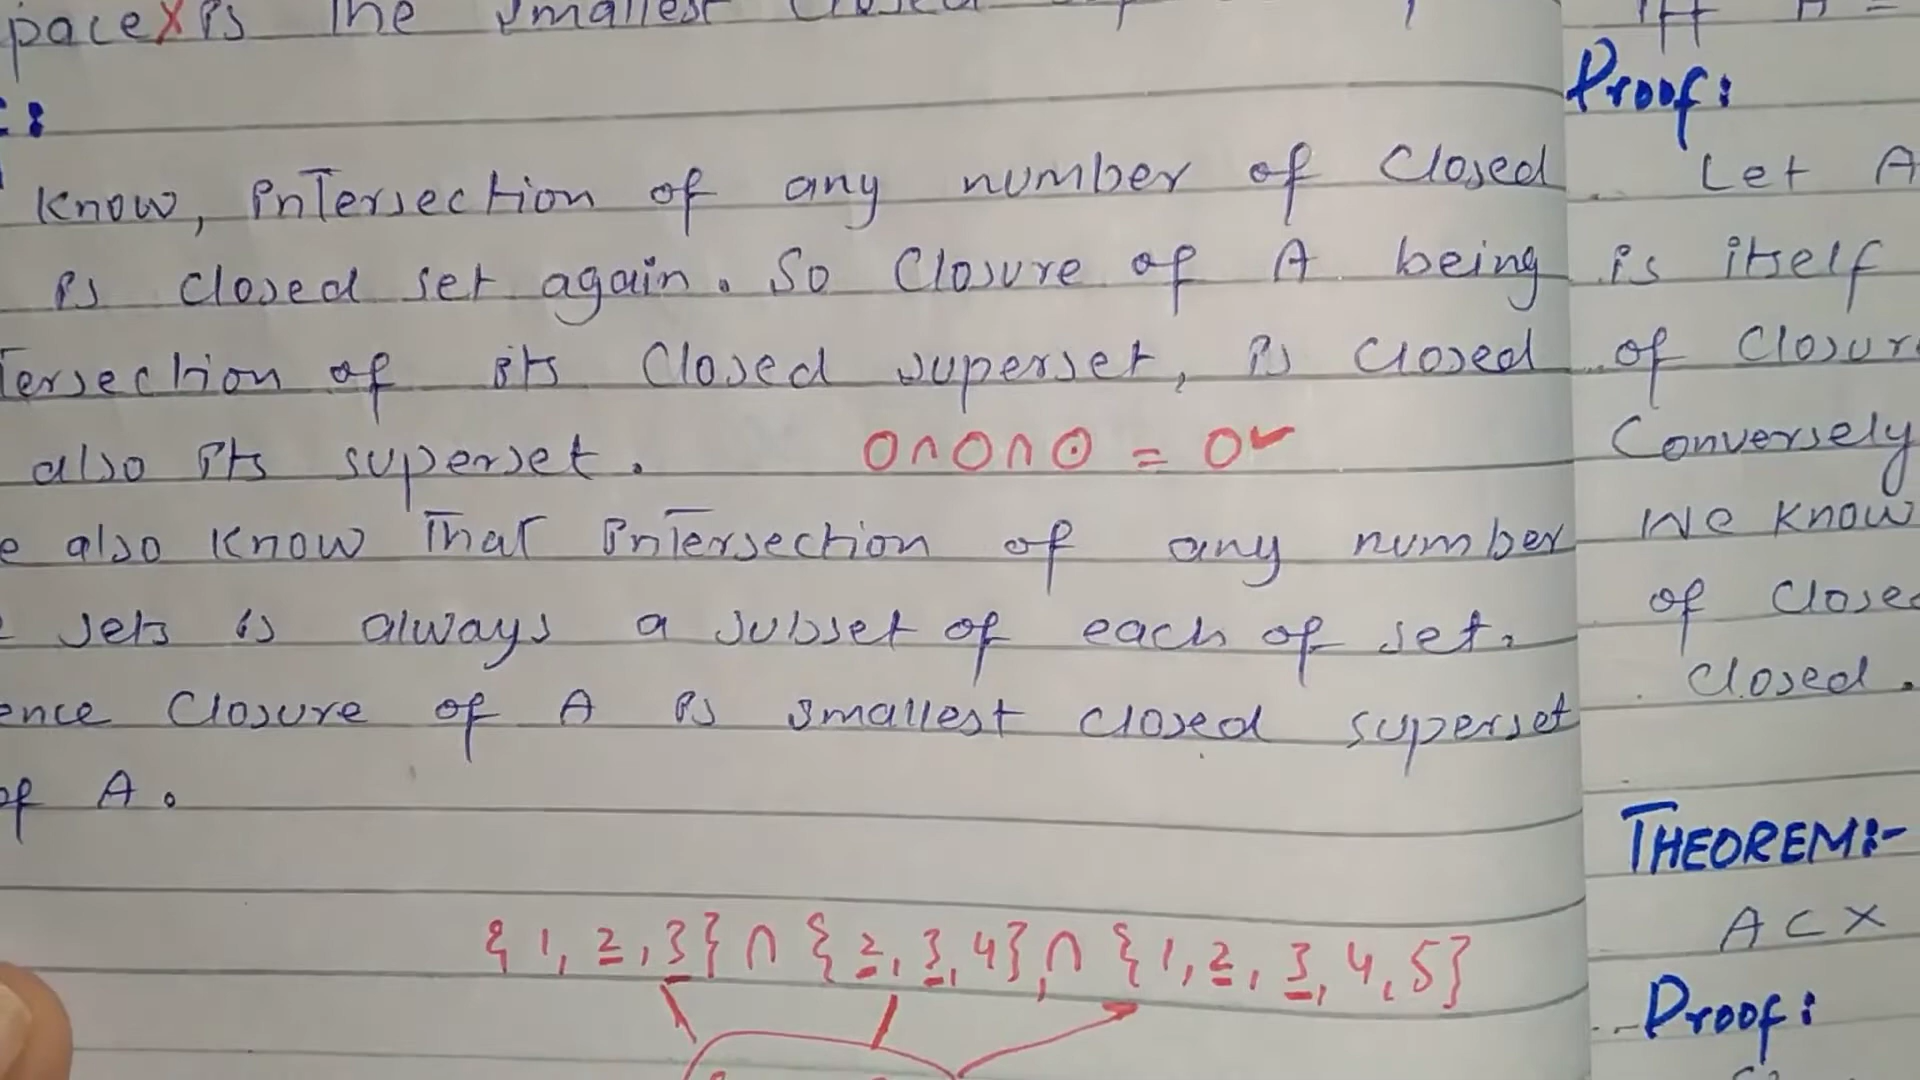 pace X is the smallest closed
:
know, intersection of any number of closed
is closed set again. So closure of A being
tersection of its closed superset, is closed
also its superset. O∩O∩O = O✓
e also know that intersection of any number
sets is always a subset of each of set.
ence closure of A is smallest closed superset
of A.
{1, 2, 3} ∩ {2, 3, 4}, ∩ {1, 2, 3, 4, 5}
iff A =
Proof:
Let A
is itself
of closur
Conversely
We know
of close
closed.
THEOREM:-
A ⊂ X
Proof: